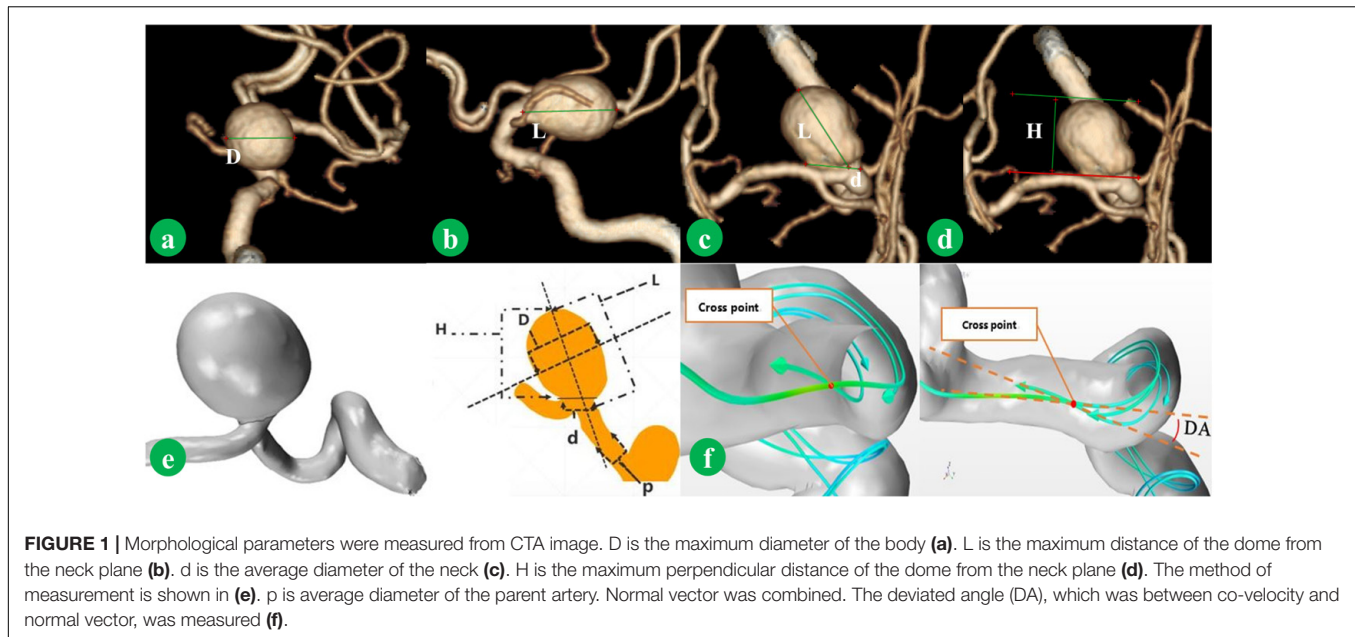 D
L
L
d
H
a
b
c
d
L
D
H
d
p
e
Cross point
f
Cross point
DA
FIGURE 1 | Morphological parameters were measured from CTA image. D is the maximum diameter of the body (a). L is the maximum distance of the dome from
the neck plane (b). d is the average diameter of the neck (c). H is the maximum perpendicular distance of the dome from the neck plane (d). The method of
measurement is shown in (e). p is average diameter of the parent artery. Normal vector was combined. The deviated angle (DA), which was between co-velocity and
normal vector, was measured (f).